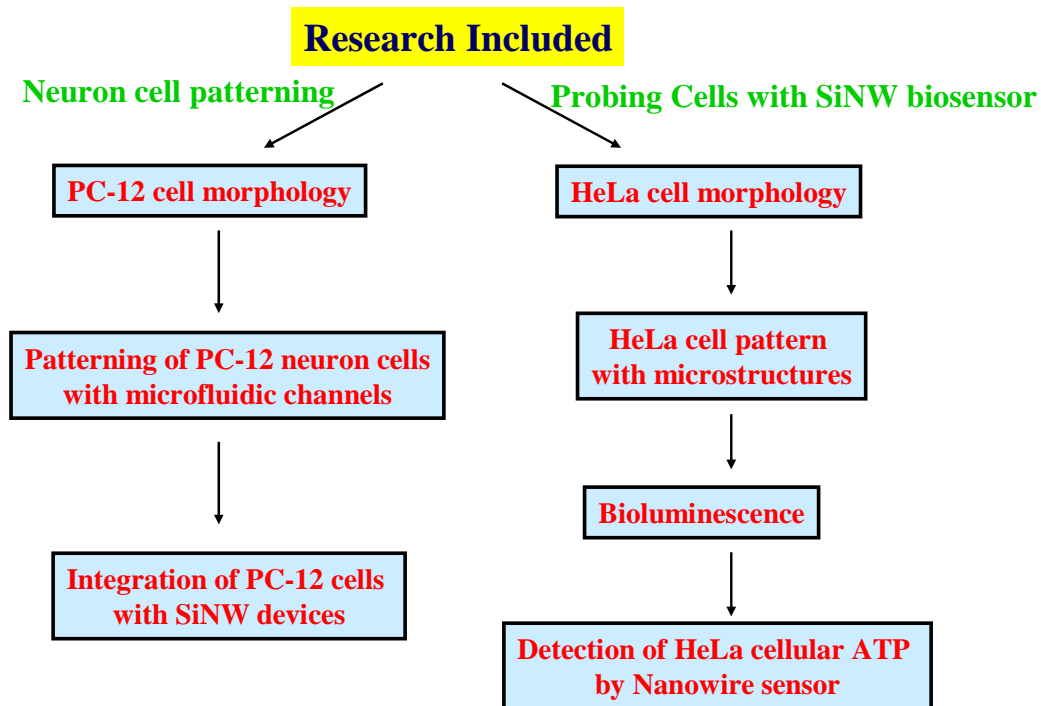 Research Included
Neuron cell patterning
Probing Cells with SiNW biosensor
PC-12 cell morphology
HeLa cell morphology
Patterning of PC-12 neuron cells
with microfluidic channels
HeLa cell pattern
with microstructures
Bioluminescence
Integration of PC-12 cells
with SiNW devices
Detection of HeLa cellular ATP
by Nanowire sensor